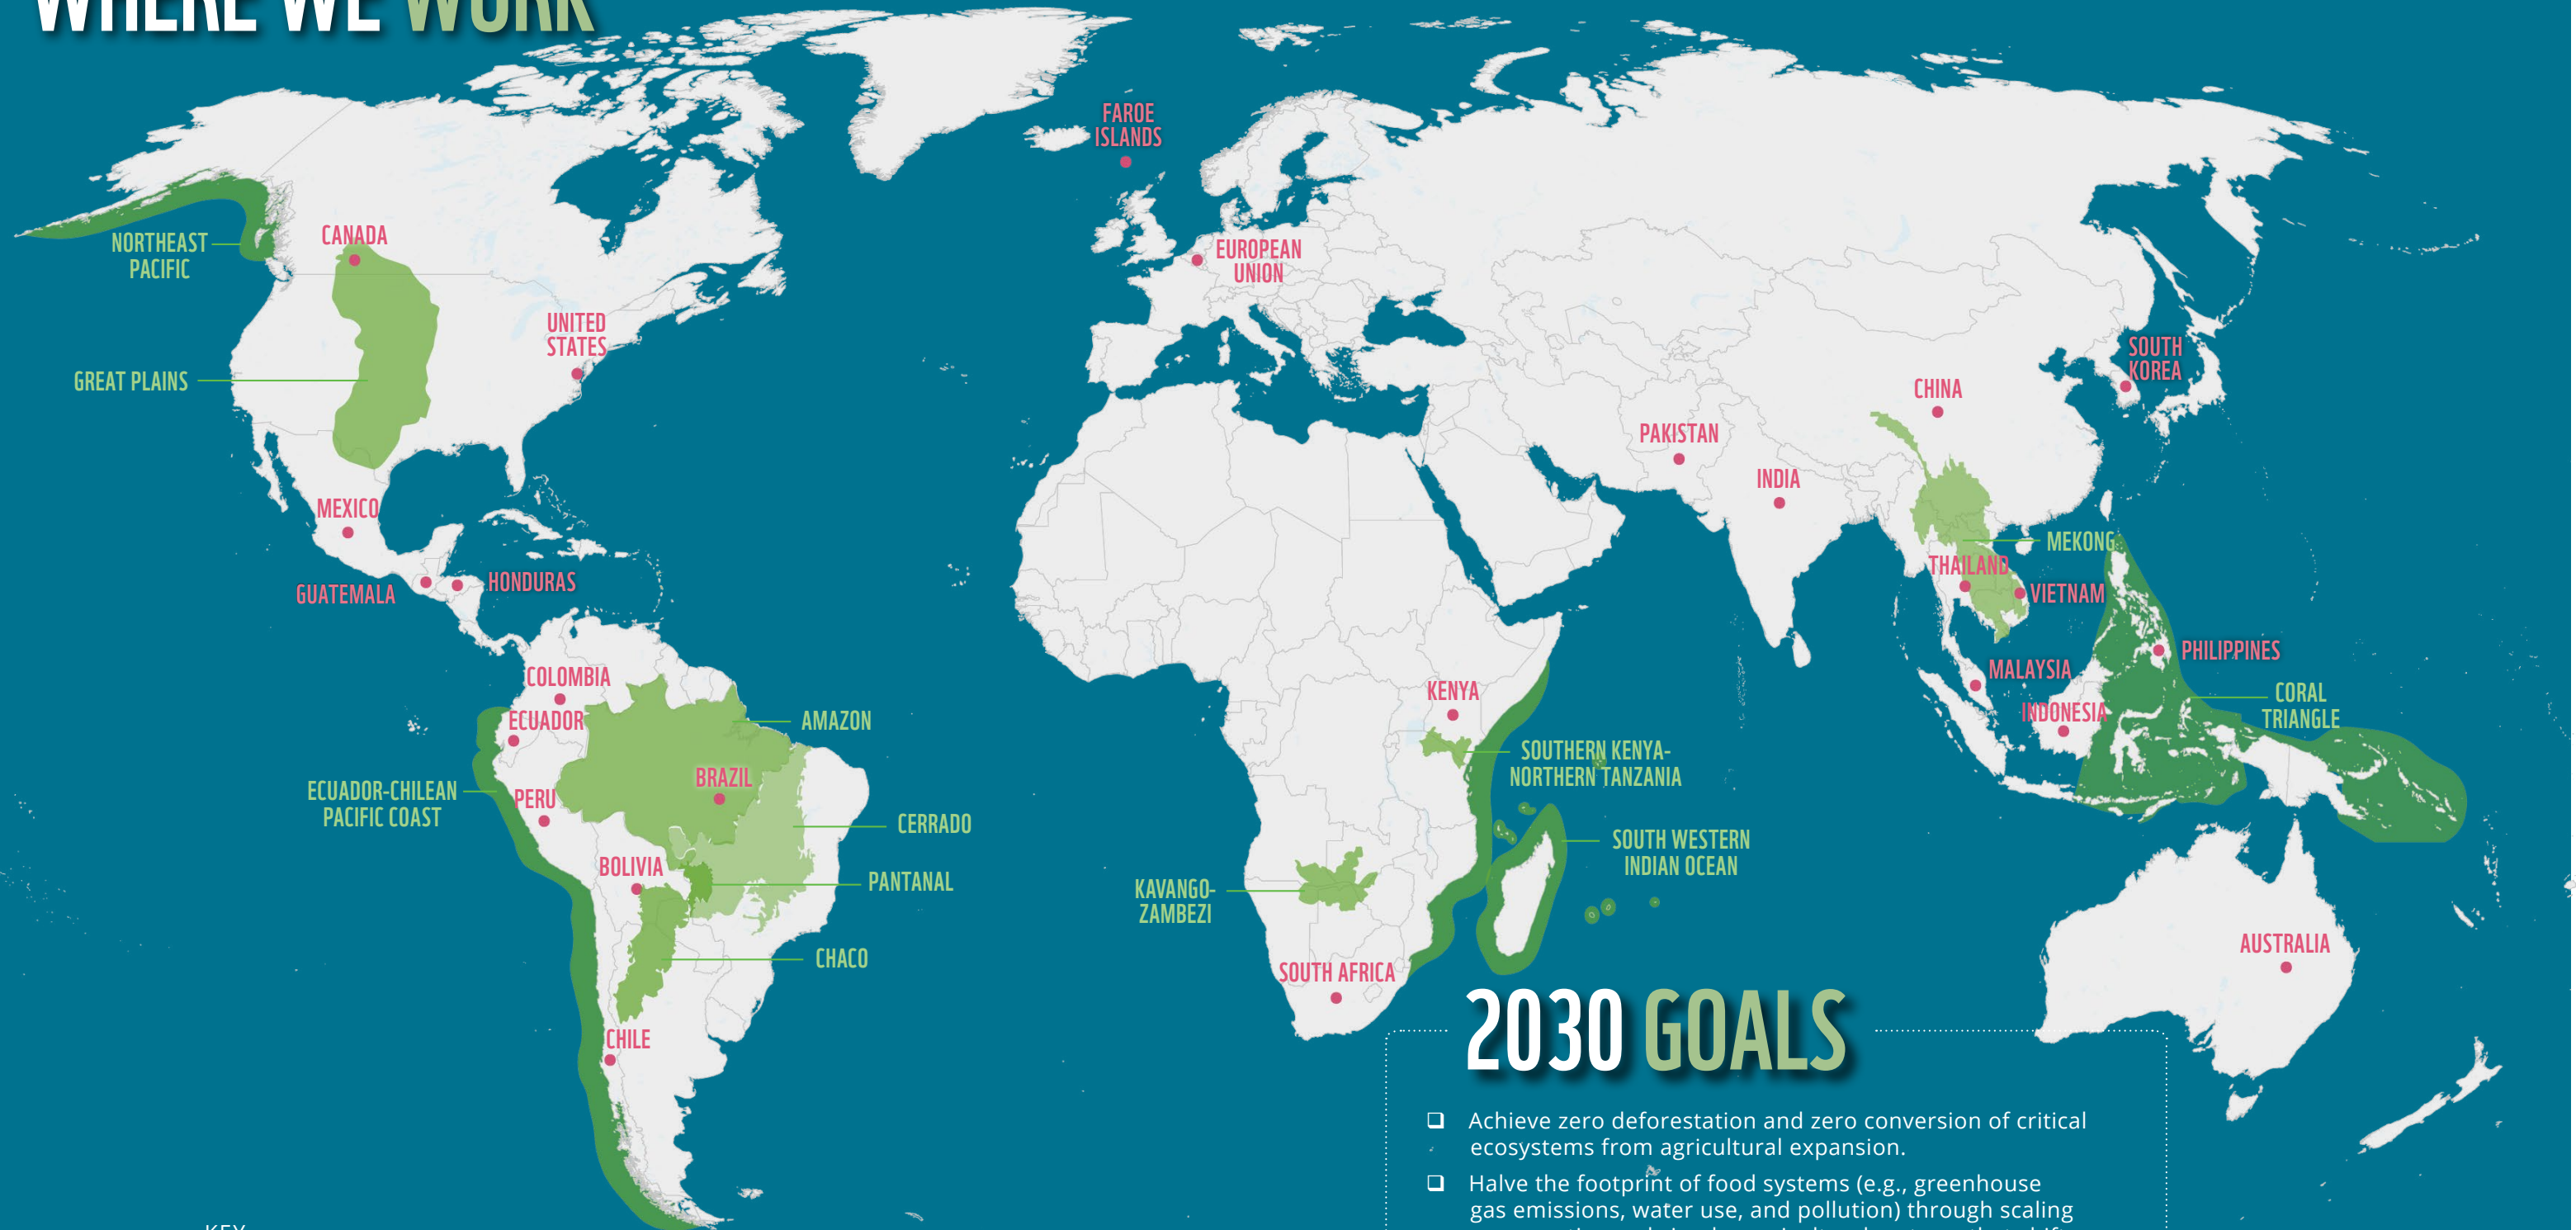 WHERE WE WORK
FAROE
ISLANDS
NORTHEAST
PACIFIC
CANADA
EUROPEAN
UNION
UNITED
STATES
GREAT PLAINS
SOUTH
KOREA
CHINA
PAKISTAN
INDIA
MEXICO
GUATEMALA
HONDURAS
MEKONG
THAILAND
VIETNAM
PHILIPPINES
MALAYSIA
CORAL
TRIANGLE
INDONESIA
COLOMBIA
ECUADOR
AMAZON
KENYA
SOUTHERN KENYA-
NORTHERN TANZANIA
BRAZIL
ECUADOR-CHILEAN
PACIFIC COAST
PERU
CERRADO
SOUTH WESTERN
INDIAN OCEAN
BOLIVIA
PANTANAL
KAVANGO-
ZAMBEZI
CHACO
SOUTH AFRICA
AUSTRALIA
CHILE
2030 GOALS
Achieve zero deforestation and zero conversion of critical
ecosystems from agricultural expansion.
Halve the footprint of food systems (e.g., greenhouse
gas emissions, water use, and pollution) through scaling
KEY